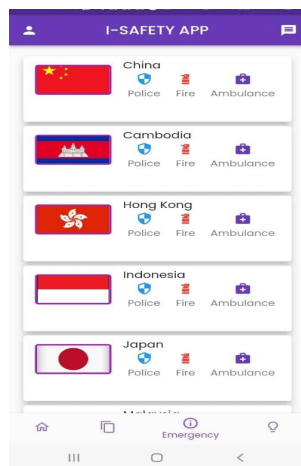 I-SAFETY APP
China
Police Fire Ambulance
Cambodia
Police Fire Ambulance
Hong Kong
Police Fire Ambulance
Indonesia
Police Fire Ambulance
Japan
Police Fire Ambulance
Emergency